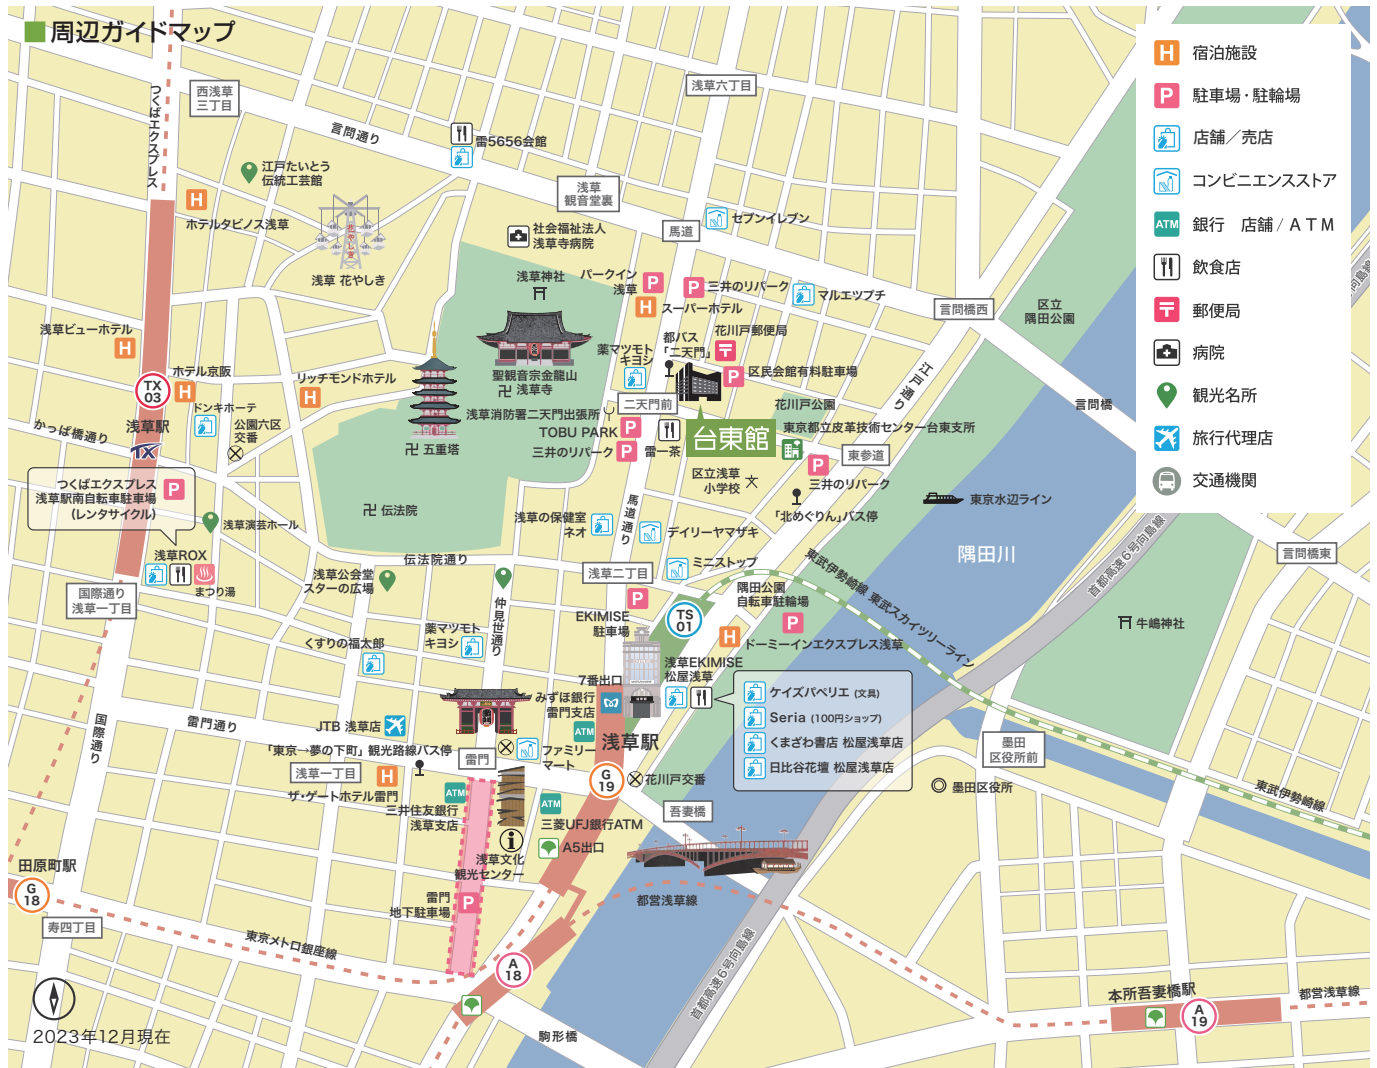 周辺ガイドマップ
宿泊施設
駐車場・駐輪場
店舗／売店
コンビニエンスストア
銀行　店舗/ＡＴＭ
飲食店
郵便局
病院
観光名所
旅行代理店
交通機関
H
P
ATM
つくばエクスプレス
西浅草
三丁目
言問通り
雷5656会館
浅草六丁目
江戸たいとう
伝統工芸館
浅草
観音堂裏
H
ホテルタビノス浅草
花やしき
浅草 花やしき
社会福祉法人
浅草寺病院
馬道
セブンイレブン
浅草神社
パークイン
浅草
P
P
三井のリパーク
マルエツプチ
H
スーパーホテル
言問橋西
区立
隅田公園
浅草ビューホテル
H
薬マツモト
キヨシ
都バス
「二天門」
花川戸郵便局
P
区民会館有料駐車場
江戸通り
言問橋
TX
03
ホテル京阪
H
リッチモンドホテル
H
聖観音宗金龍山
卍 浅草寺
二天門前
花川戸公園
ドンキホーテ
浅草駅
TX
公園六区
交番
かっぱ橋通り
浅草消防署二天門出張所
TOBU PARK
P
三井のリパーク
P
雷一茶
台東館
東京都立皮革技術センター台東支所
東参道
卍 五重塔
P
三井のリパーク
区立浅草
小学校
文
つくばエクスプレス
浅草駅南自転車駐車場
（レンタサイクル）
P
卍 伝法院
「北めぐりん」バス停
東京水辺ライン
浅草演芸ホール
浅草の保健室
ネオ
馬道通り
デイリーヤマザキ
隅田川
首都高速6号向島線
言問橋東
浅草ROX
まつり湯
伝法院通り
ミニストップ
東武伊勢崎線 東武スカイツリーライン
浅草公会堂
スターの広場
浅草二丁目
国際通り
浅草一丁目
仲見世通り
P
EKIMISE
駐車場
TS
01
隅田公園
自転車駐輪場
P
H
ドーミーインエクスプレス浅草
牛嶋神社
くすりの福太郎
薬マツモト
キヨシ
浅草EKIMISE
松屋浅草
7番出口
ケイズパペリエ (文具)
Seria (100円ショップ)
くまざわ書店 松屋浅草店
日比谷花壇 松屋浅草店
みずほ銀行
雷門支店
ATM
国際通り
雷門通り
JTB 浅草店
「東京→夢の下町」観光路線バス停
雷門
ファミリー
マート
浅草駅
G
19
花川戸交番
墨田
区役所前
墨田区役所
東武伊勢崎線
浅草一丁目
H
ザ・ゲートホテル雷門
ATM
三井住友銀行
浅草支店
ATM
三菱UFJ銀行ATM
A5出口
吾妻橋
浅草文化
観光センター
田原町駅
G
18
寿四丁目
雷門
地下駐車場
P
都営浅草線
東京メトロ銀座線
A
18
首都高速6号向島線
本所吾妻橋駅
A
19
都営浅草線
駒形橋
2023年12月現在